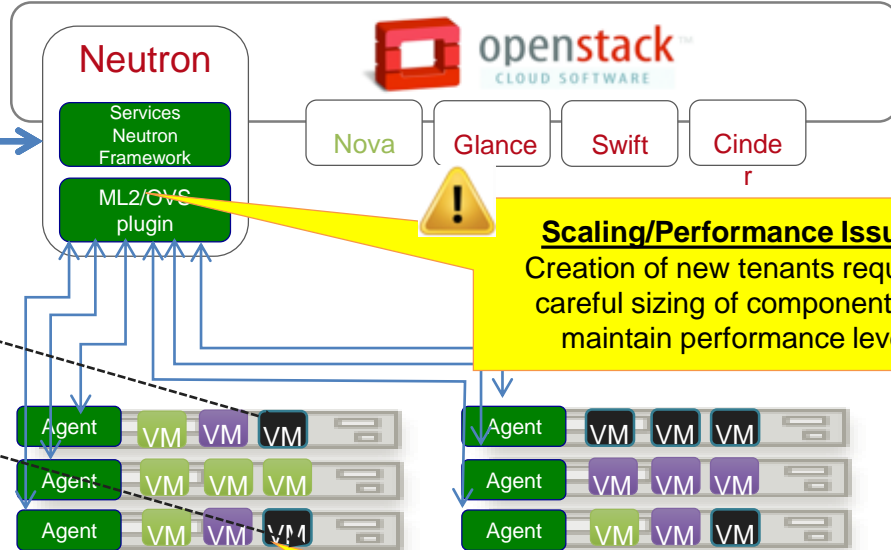 Neutron
openstack™
CLOUD SOFTWARE
Services
Neutron
Framework
ML2/OVS
plugin
Nova
Glance
Swift
Cinde
r
!
Scaling/Performance Issu
Creation of new tenants requ
careful sizing of component
maintain performance leve
Agent VM VM VM
Agent VM VM VM
Agent VM VM VM
Agent VM VM VM
Agent VM VM VM
Agent VM VM VM